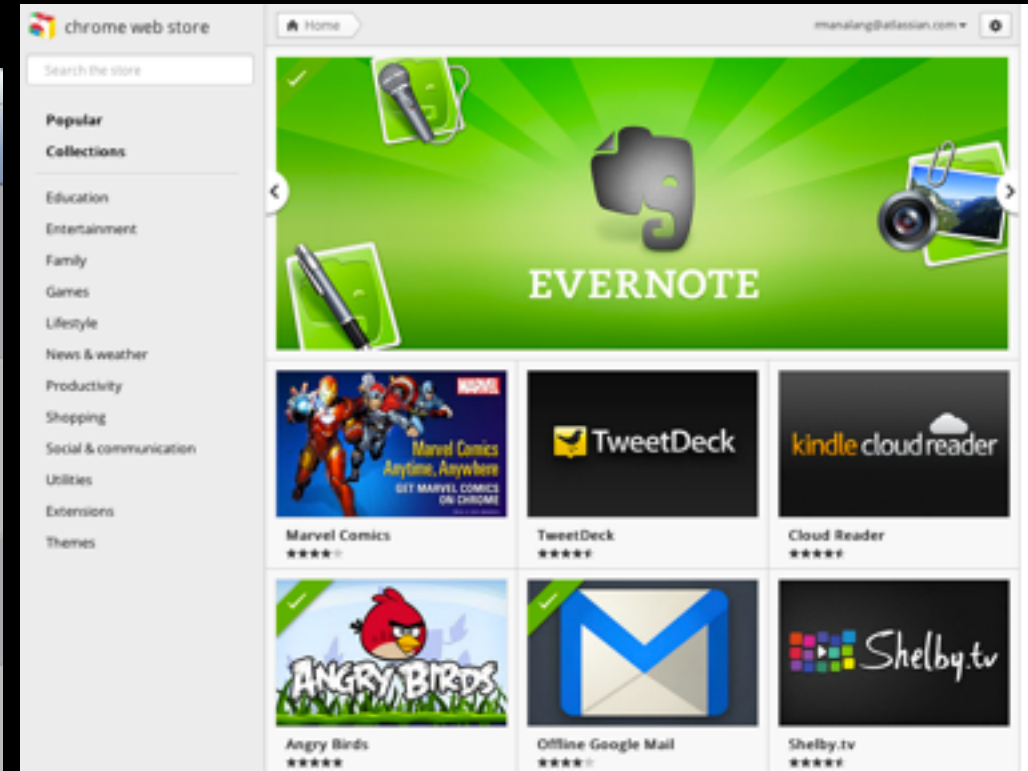 chrome web store
Home
rmanalang@atlassian.com
Search the store
Popular
Collections
Education
Entertainment
Family
Games
Lifestyle
News & weather
Productivity
Shopping
Social & communication
Utilities
Extensions
Themes
EVERNOTE
MARVEL
Marvel Comics
Anytime, Anywhere
GET MARVEL COMICS
ON CHROME
Marvel Comics
TweetDeck
TweetDeck
kindle cloud reader
Cloud Reader
ANGRY BIRDS
Angry Birds
Offline Google Mail
Shelby.tv
Shelby.tv